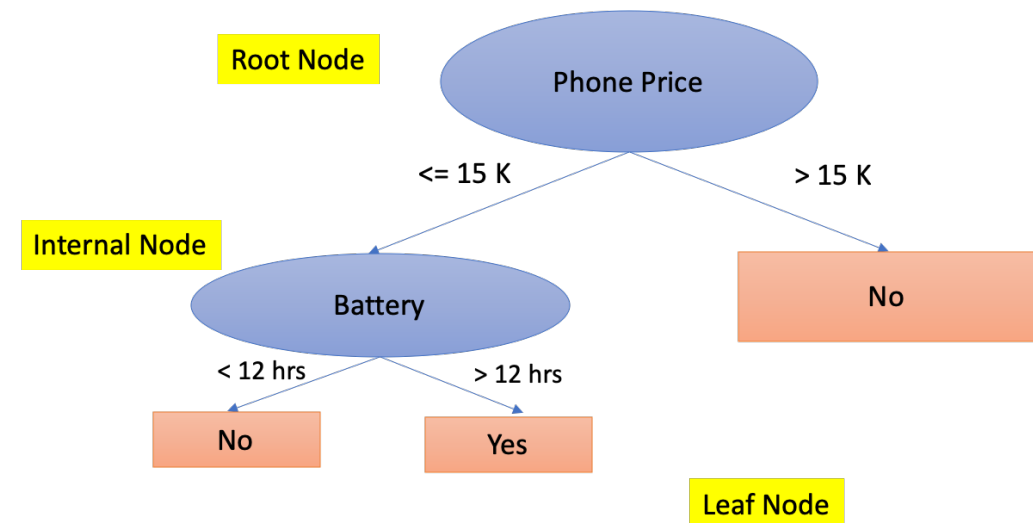 Root Node
Phone Price
<= 15 K
> 15 K
Internal Node
Battery
No
< 12 hrs
> 12 hrs
No
Yes
Leaf Node